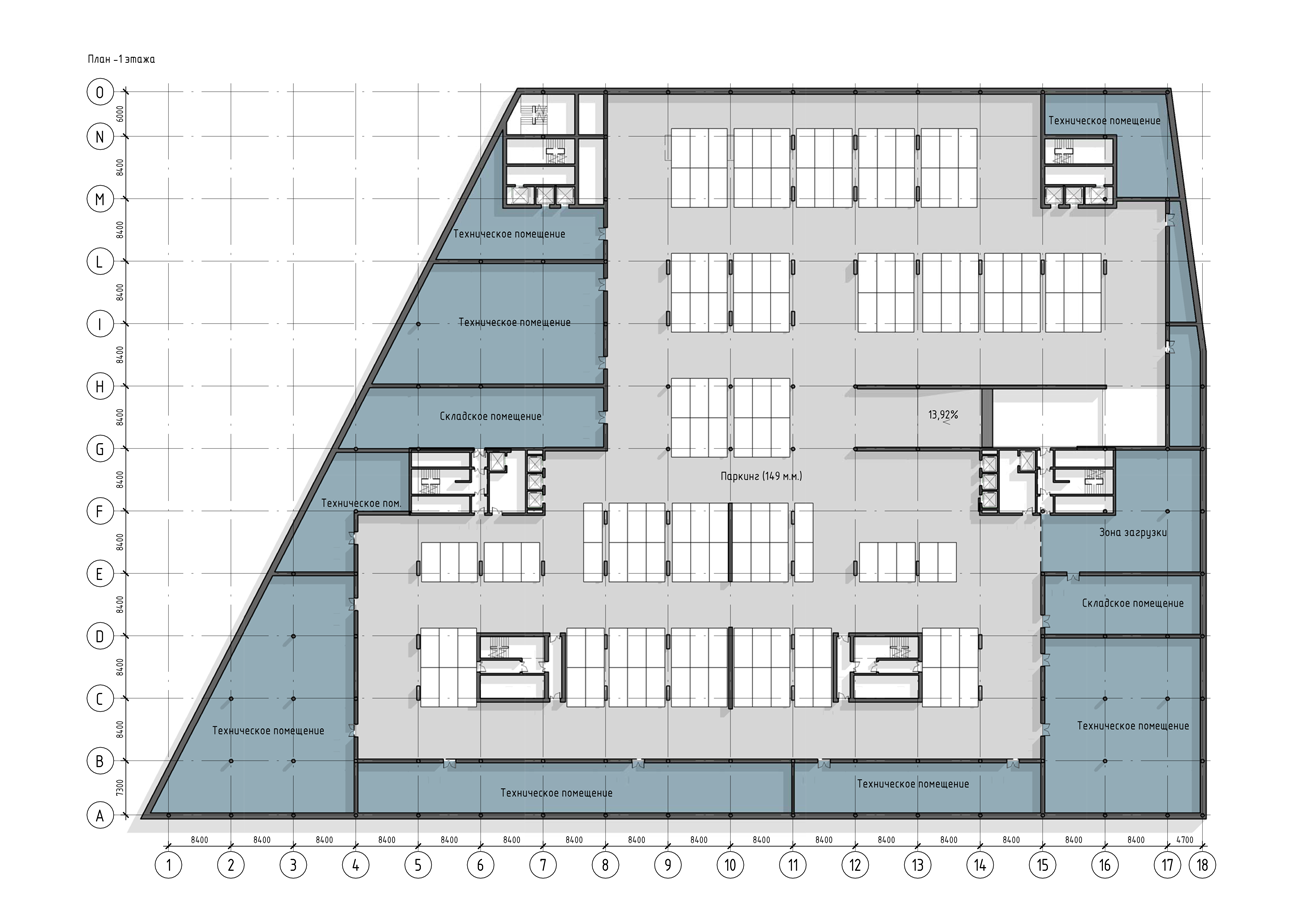 План -1 этажа
O
6000
N
Техническое помещение
8400
M
8400
Техническое помещение
L
8400
I
Техническое помещение
8400
H
8400
Складское помещение
13,92%
G
8400
Паркинг (149 м.м.)
Техническое пом.
F
8400
Зона загрузки
E
8400
Складское помещение
D
8400
C
8400
Техническое помещение
Техническое помещение
B
7300
Техническое помещение
Техническое помещение
A
8400 8400 8400 8400 8400 8400 8400 8400 8400 8400 8400 8400 8400 8400 8400 8400 4700
1 2 3 4 5 6 7 8 9 10 11 12 13 14 15 16 17 18